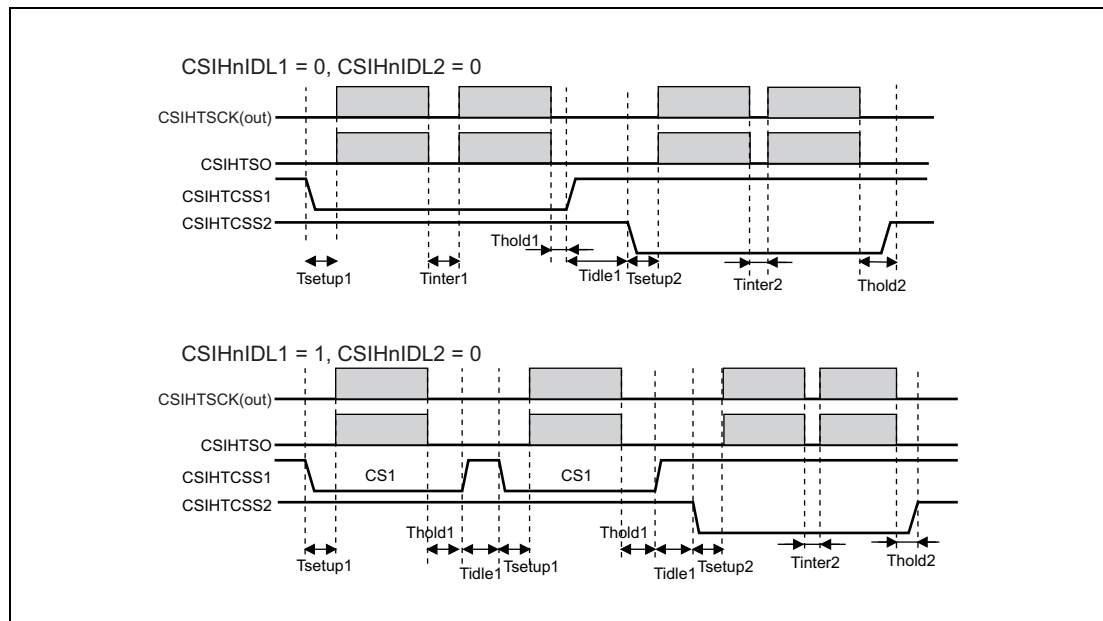 CSIHnIDL1 = 0, CSIHnIDL2 = 0
CSIHTSCK(out)
CSIHTSO
CSIHTCSS1
CSIHTCSS2
Thold1
Tsetup1
Tinter1
Tidle1
Tsetup2
Tinter2
Thold2
CSIHnIDL1 = 1, CSIHnIDL2 = 0
CSIHTSCK(out)
CSIHTSO
CSIHTCSS1
CS1
CS1
CSIHTCSS2
Thold1
Thold1
Tsetup1
Tidle1
Tsetup1
Tidle1
Tsetup2
Tinter2
Thold2